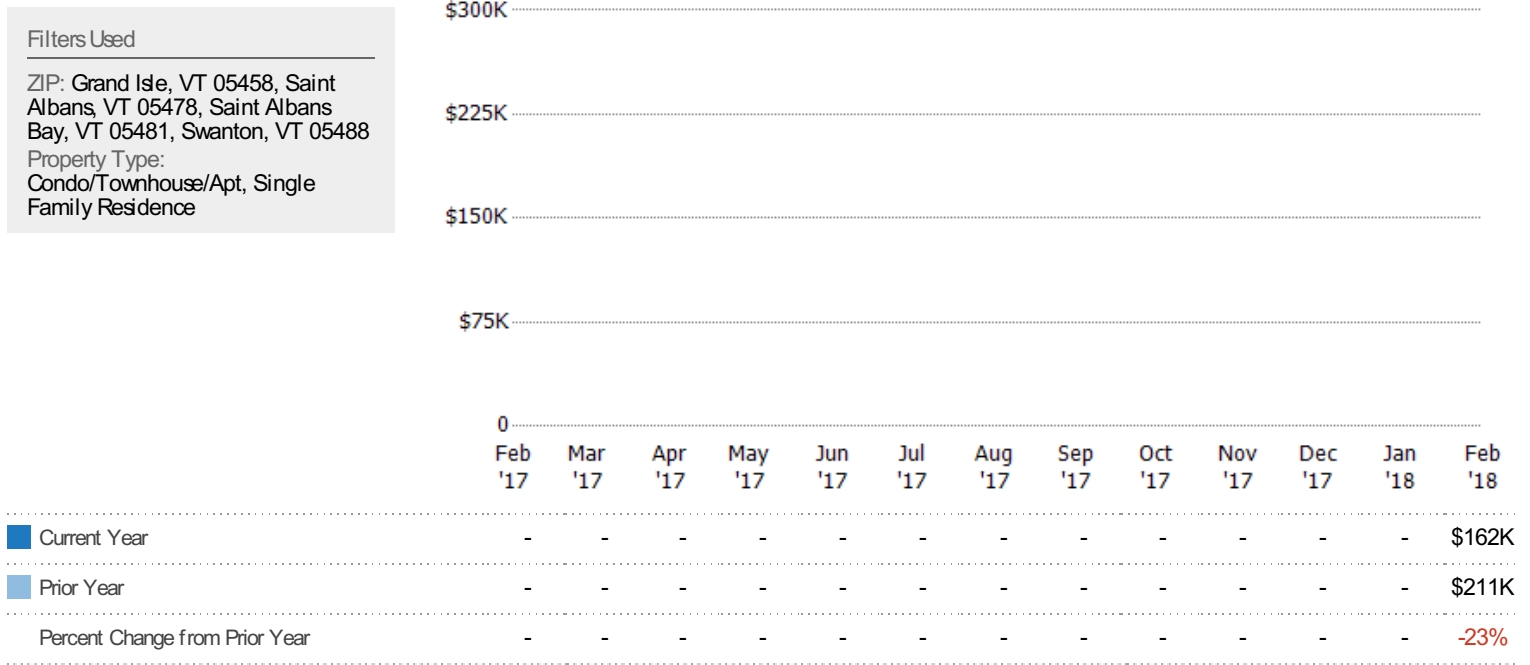 Filters Used
ZIP: Grand Isle, VT 05458, Saint
Albans, VT 05478, Saint Albans
Bay, VT 05481, Swanton, VT 05488
Property Type:
Condo/Townhouse/Apt, Single
Family Residence
$300K
$225K
$150K
$75K
0
Feb Mar Apr May Jun Jul Aug Sep Oct Nov Dec Jan Feb
'17 '17 '17 '17 '17 '17 '17 '17 '17 '17 '17 '18 '18
Current Year - - - - - - - - - - - - $162K
Prior Year - - - - - - - - - - - - $211K
Percent Change from Prior Year - - - - - - - - - - - - -23%